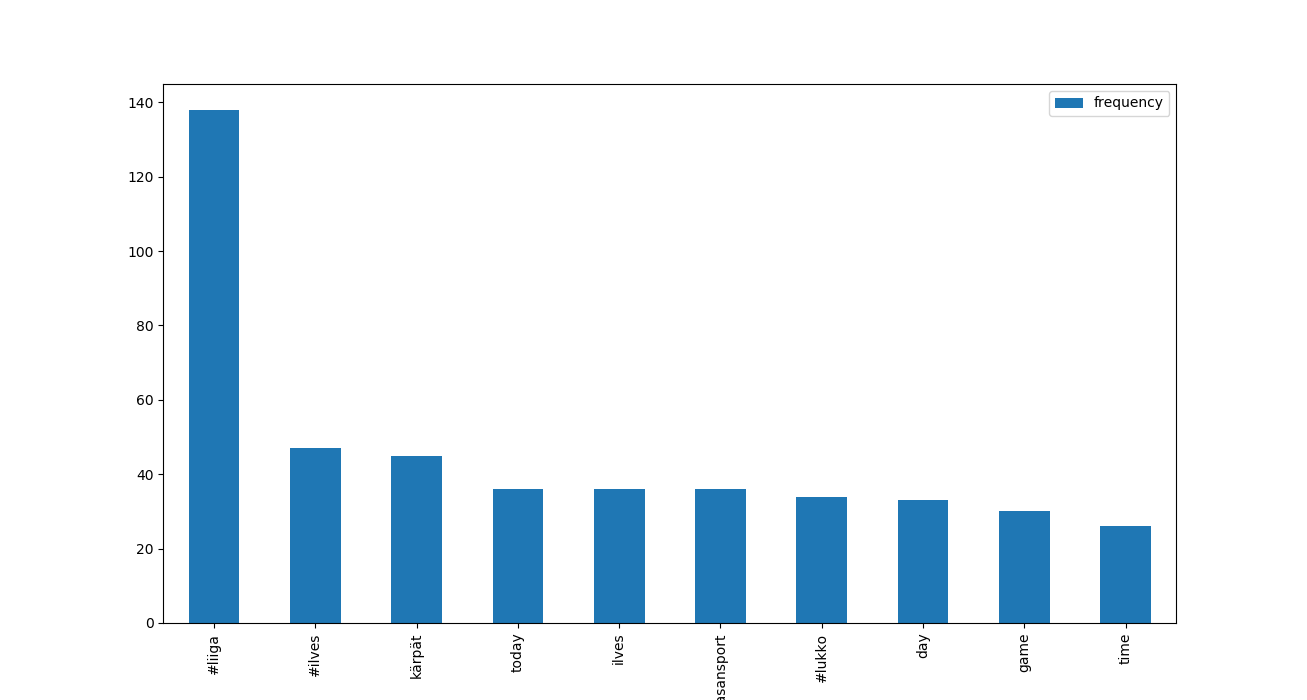 frequency
140
120
100
80
60
40
20
0
#liiga
#ilves
kärpät
today
ilves
#lukko
day
game
time